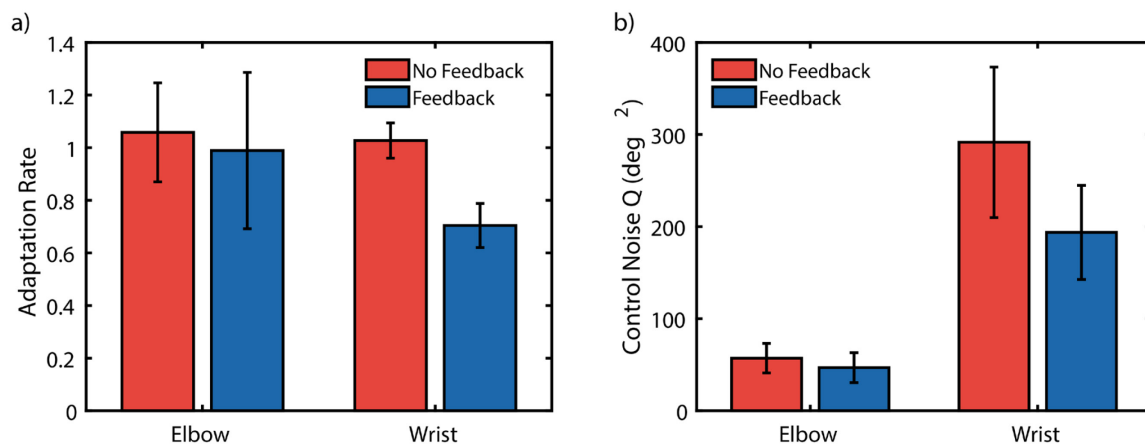 a)
1.4
1.2
1
0.8
0.6
0.4
0.2
0
Adaptation Rate
No Feedback
Feedback
Elbow Wrist
b)
400
300
200
100
0
Control Noise Q (deg 2)
No Feedback
Feedback
Elbow Wrist